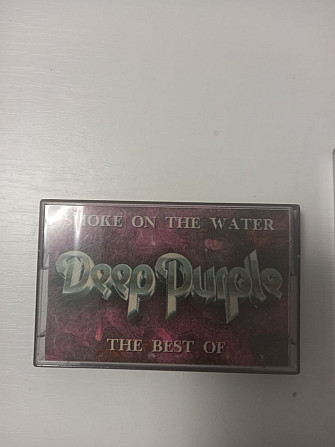 SMOKE ON THE WATER
Deep Purple
THE BEST OF